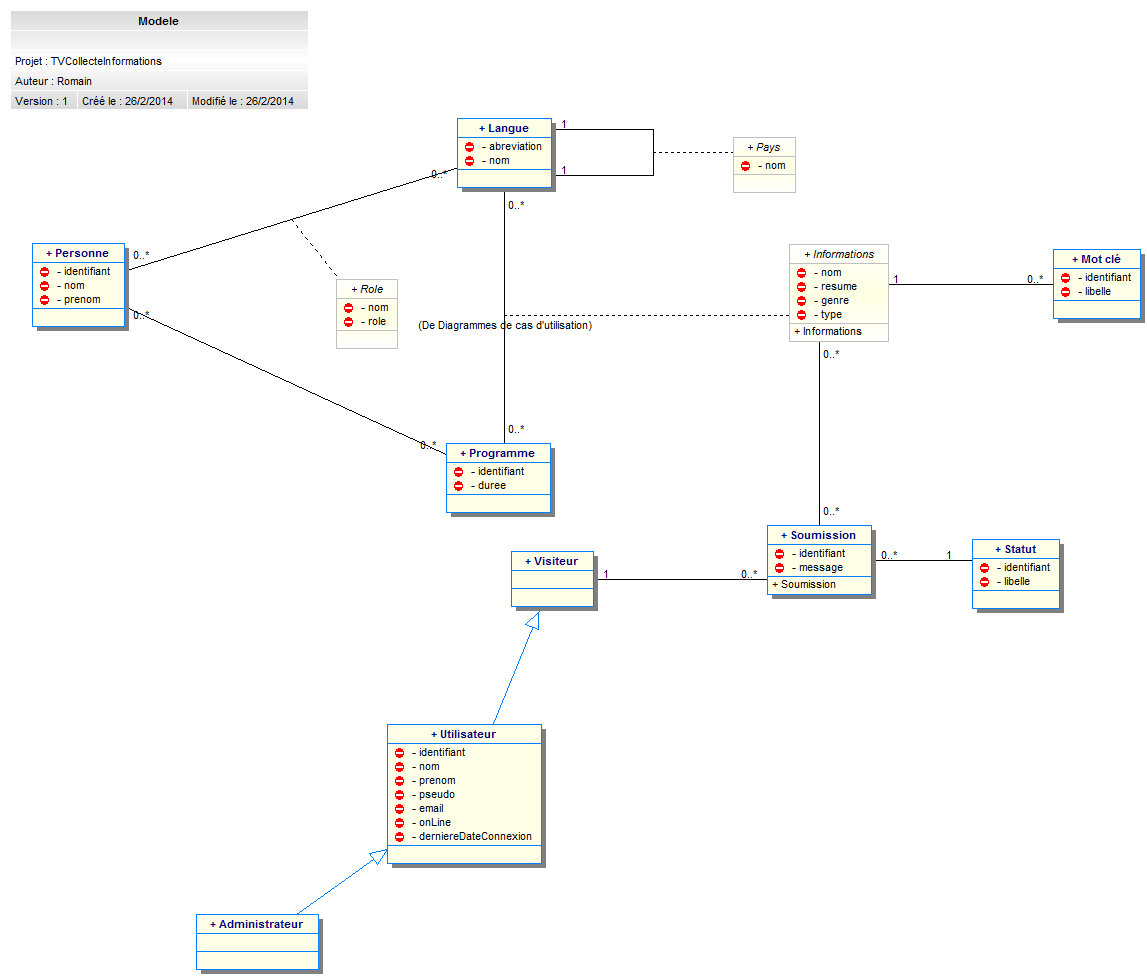 Modele
Projet : TVCollecteInformations
Auteur : Romain
Version : 1 Créé le : 26/2/2014 Modifié le : 26/2/2014
+ Langue
- abreviation
- nom
1
1
0..*
0..*
+ Pays
- nom
+ Personne
- identifiant
- nom
- prenom
0..*
0..*
+ Role
- nom
- role
(De Diagrammes de cas d'utilisation)
+ Informations
- nom
- resume
- genre
- type
+ Informations
1
0..*
0..*
+ Mot clé
- identifiant
- libelle
0..*
0..*
+ Programme
- identifiant
- duree
0..*
+ Soumission
- identifiant
- message
+ Soumission
0..*
1
+ Statut
- identifiant
- libelle
+ Visiteur
1
0..*
+ Utilisateur
- identifiant
- nom
- prenom
- pseudo
- email
- onLine
- derniereDateConnexion
+ Administrateur